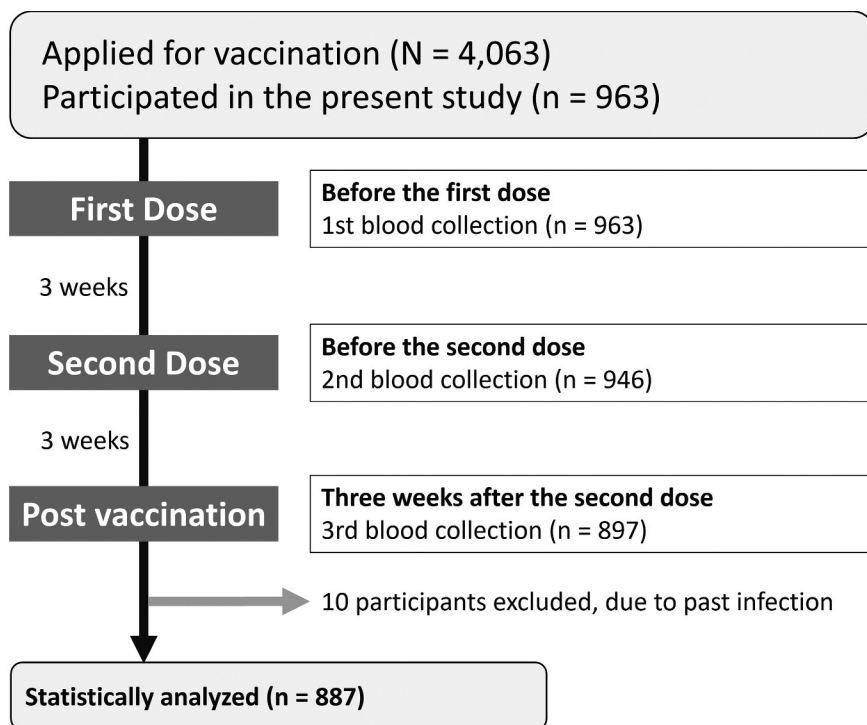 Applied for vaccination (N = 4,063)
Participated in the present study (n = 963)
First Dose
Before the first dose
1st blood collection (n = 963)
3 weeks
Second Dose
Before the second dose
2nd blood collection (n = 946)
3 weeks
Post vaccination
Three weeks after the second dose
3rd blood collection (n = 897)
10 participants excluded, due to past infection
Statistically analyzed (n = 887)